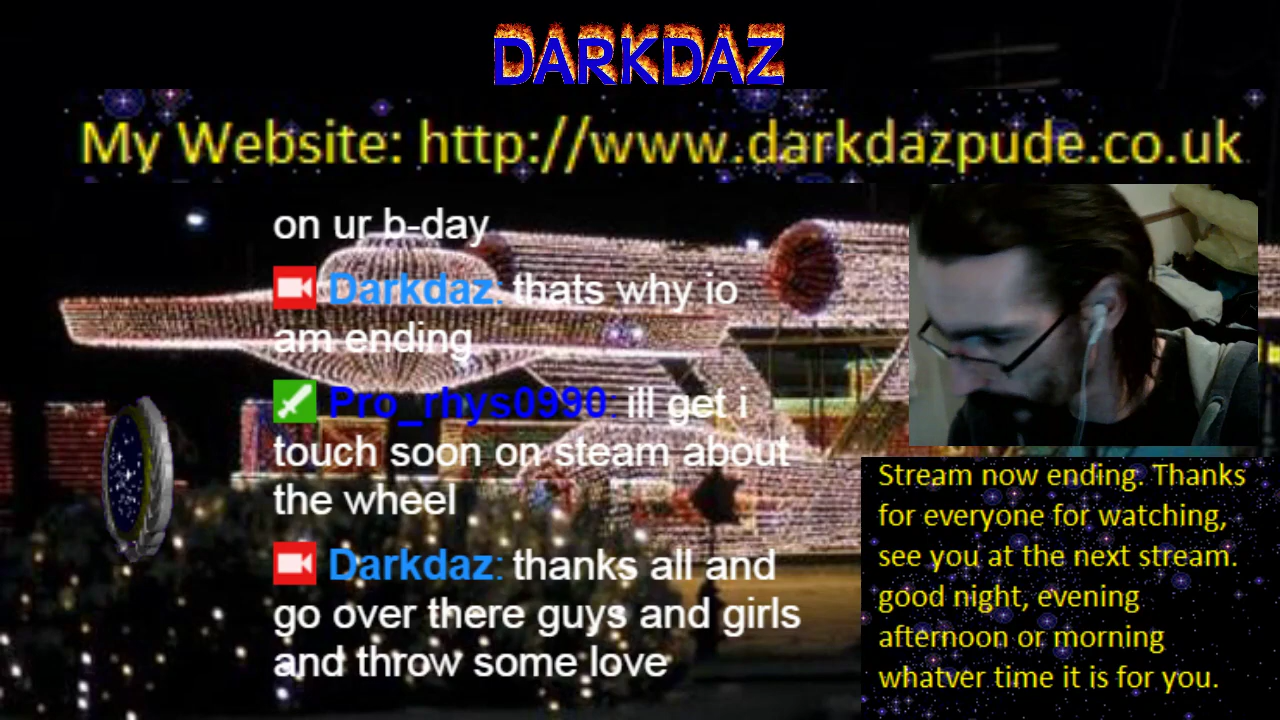 DARKDAZ
My Website: http://www.darkdazpude.co.uk
on ur b-day
Darkdaz: thats why io
am ending
Pro_rhys0990: ill get i
touch soon on steam about
the wheel
Darkdaz: thanks all and
go over there guys and girls
and throw some love
Stream now ending. Thanks
for everyone for watching,
see you at the next stream.
good night, evening
afternoon or morning
whatver time it is for you.